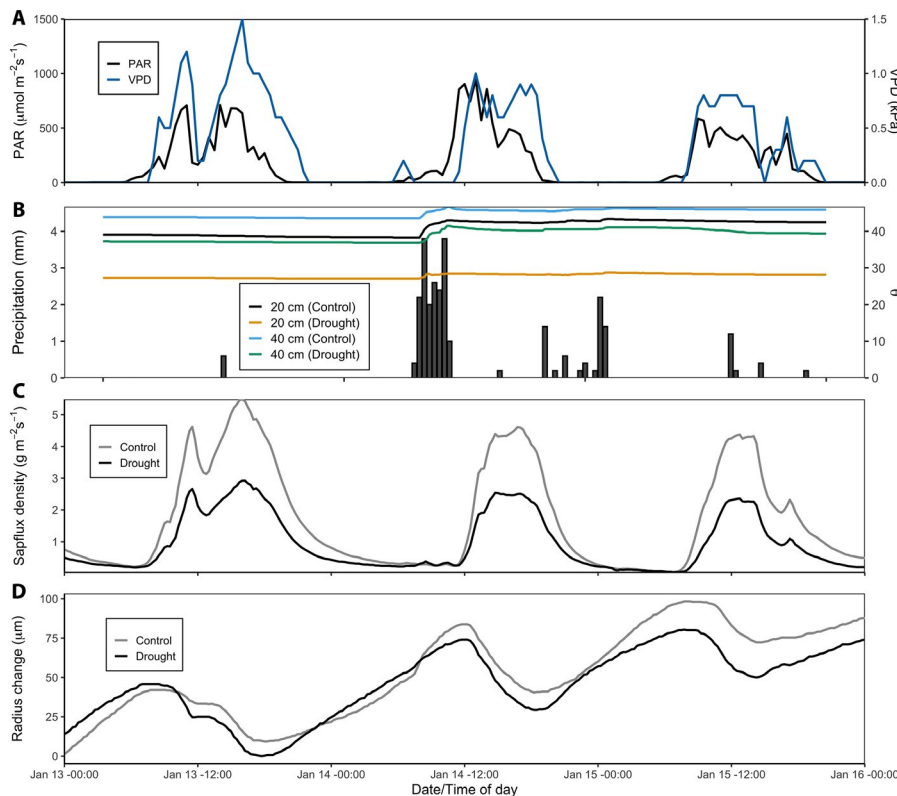 A
PAR (μmol m−2s−1)
1500
1000
500
0
PAR
VPD
1.5
1.0
0.5
0.0
VPD (kPa)
B
Precipitation (mm)
4
3
2
1
0
20 cm (Control)
20 cm (Drought)
40 cm (Control)
40 cm (Drought)
40
30
20
10
0
θ
C
Sapflux density (g m−2s−1)
5
4
3
2
1
Control
Drought
D
Radius change (μm)
100
75
50
25
0
Control
Drought
Jan 13 -00:00
Jan 13 -12:00
Jan 14 -00:00
Jan 14 -12:00
Jan 15 -00:00
Jan 15 -12:00
Jan 16 -00:00
Date/Time of day